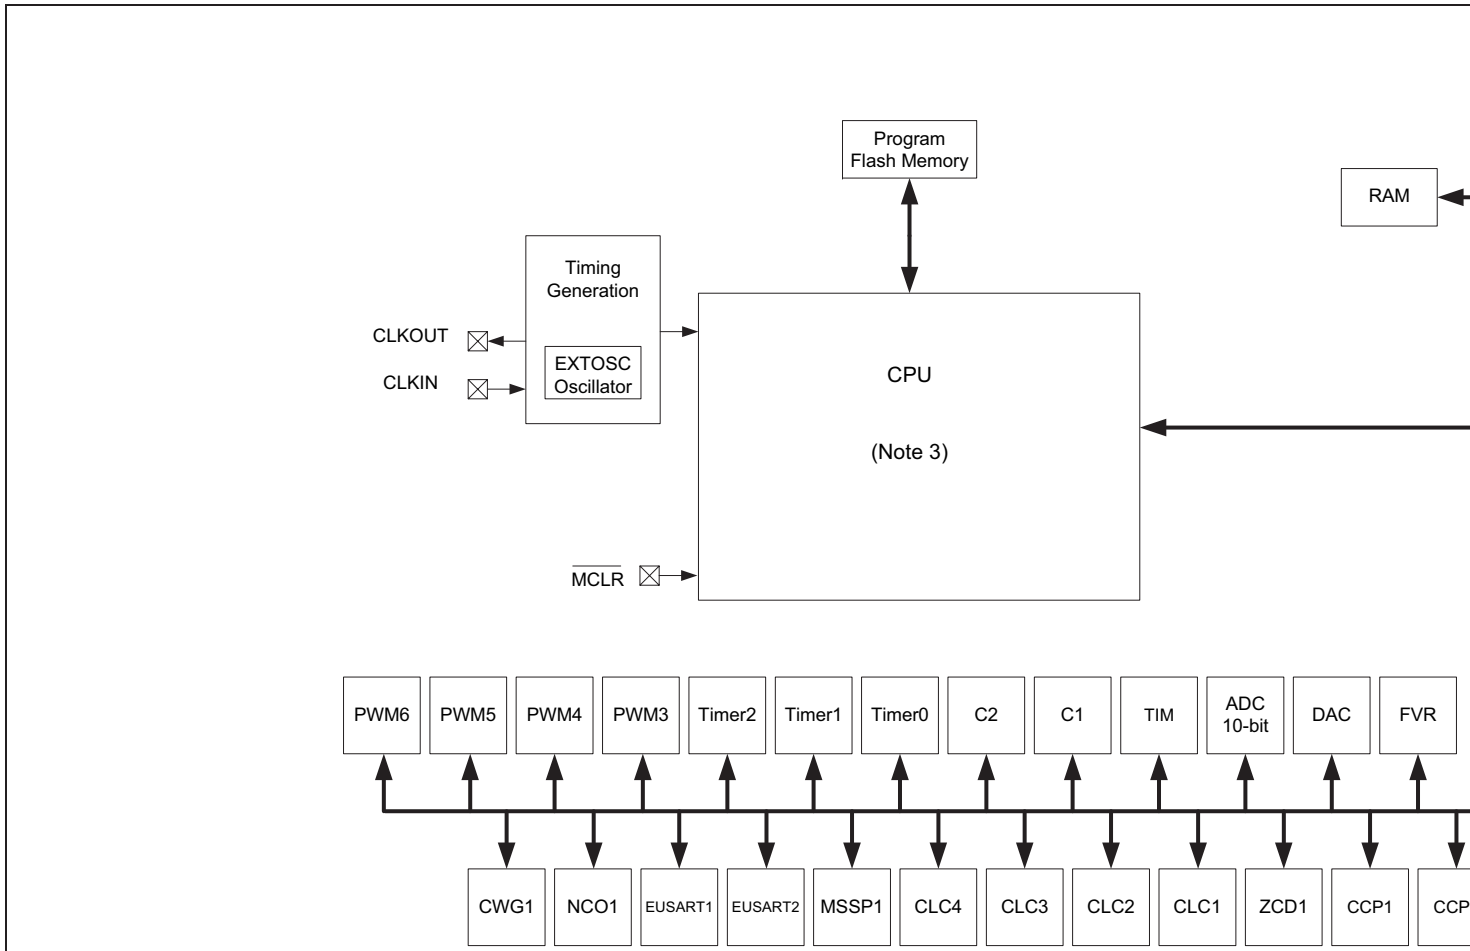 Program
Flash Memory
RAM
Timing
Generation
CLKOUT
EXTOSC
Oscillator
CLKIN
CPU
(Note 3)
MCLR
PWM6
PWM5
PWM4
PWM3
Timer2
Timer1
Timer0
C2
C1
TIM
ADC
10-bit
DAC
FVR
CWG1
NCO1
EUSART1
EUSART2
MSSP1
CLC4
CLC3
CLC2
CLC1
ZCD1
CCP1
CCP